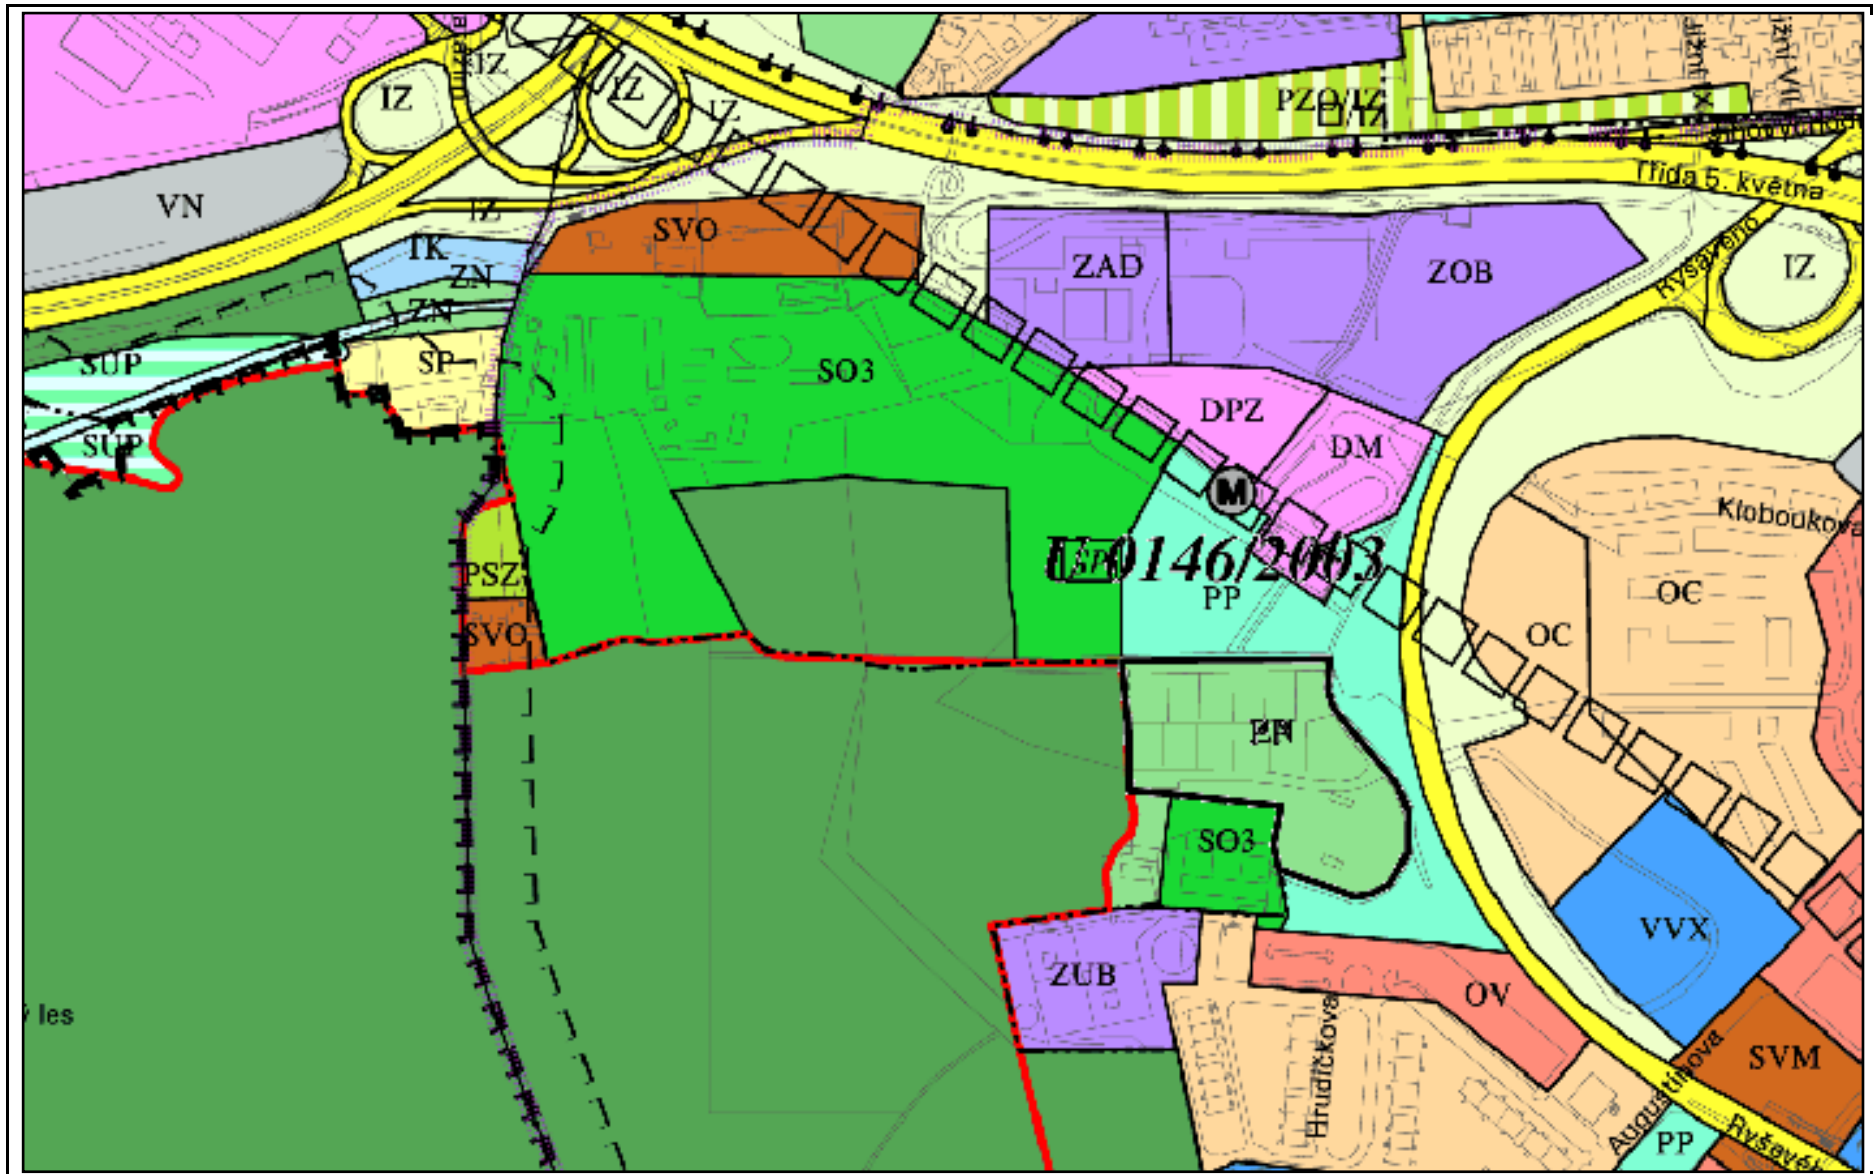 IZ
IZ
IZ
IZ
PZO/IZ
Třída 5. května
VN
IZ
SVO
TK
ZN
ZN
ZAD
ZOB
Ryšavého
IZ
SUP
SP
SO3
DPZ
DM
SUP
M
Kloboukova
U 0146/2003
SP
PP
PSZ
SVO
OC
OC
SO3
VVX
ZUB
OV
les
Hrudičkova
Augustinova
SVM
PP
Ryšavého